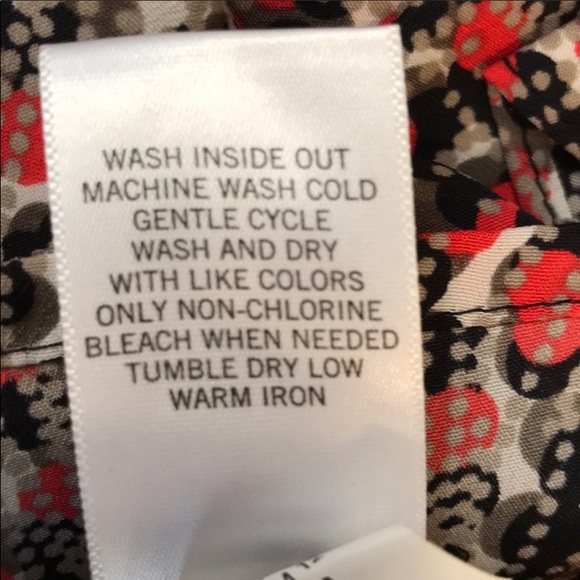 WASH INSIDE OUT
MACHINE WASH COLD
GENTLE CYCLE
WASH AND DRY
WITH LIKE COLORS
ONLY NON-CHLORINE
BLEACH WHEN NEEDED
TUMBLE DRY LOW
WARM IRON